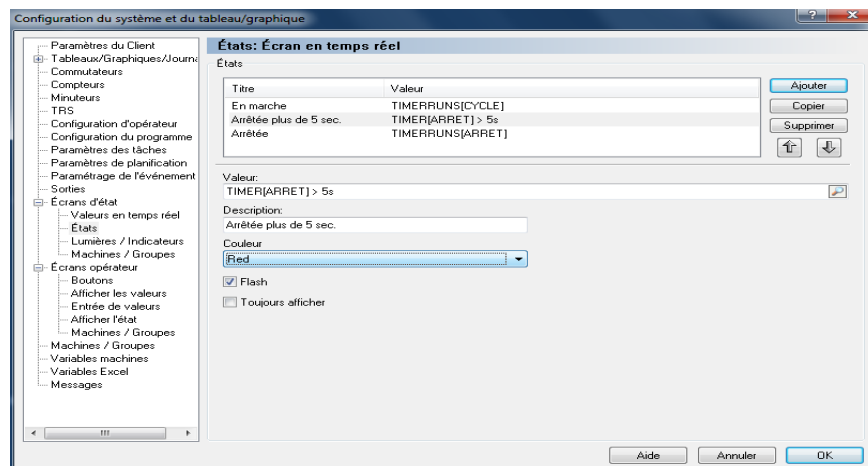 Configuration du système et du tableau/graphique
Paramètres du Client
Tableaux/Graphiques/Journa
Commutateurs
Compteurs
Minuteurs
TRS
Configuration d'opérateur
Configuration du programme
Paramètres des tâches
Paramètres de planification
Paramétrage de l'événement
Sorties
Écrans d'état
Valeurs en temps réel
États
Lumières / Indicateurs
Machines / Groupes
Écrans opérateur
Boutons
Afficher les valeurs
Entrée de valeurs
Afficher l'état
Machines / Groupes
Machines / Groupes
Variables machines
Variables Excel
Messages
États: Écran en temps réel
États
Titre Valeur
En marche TIMERRUNS[CYCLE]
Arrêtée plus de 5 sec. TIMER[ARRET] > 5s
Arrêtée TIMERRUNS[ARRET]
Ajouter
Copier
Supprimer
Valeur:
TIMER[ARRET] > 5s
Description:
Arrêtée plus de 5 sec.
Couleur
Red
Flash
Toujours afficher
Aide Annuler OK